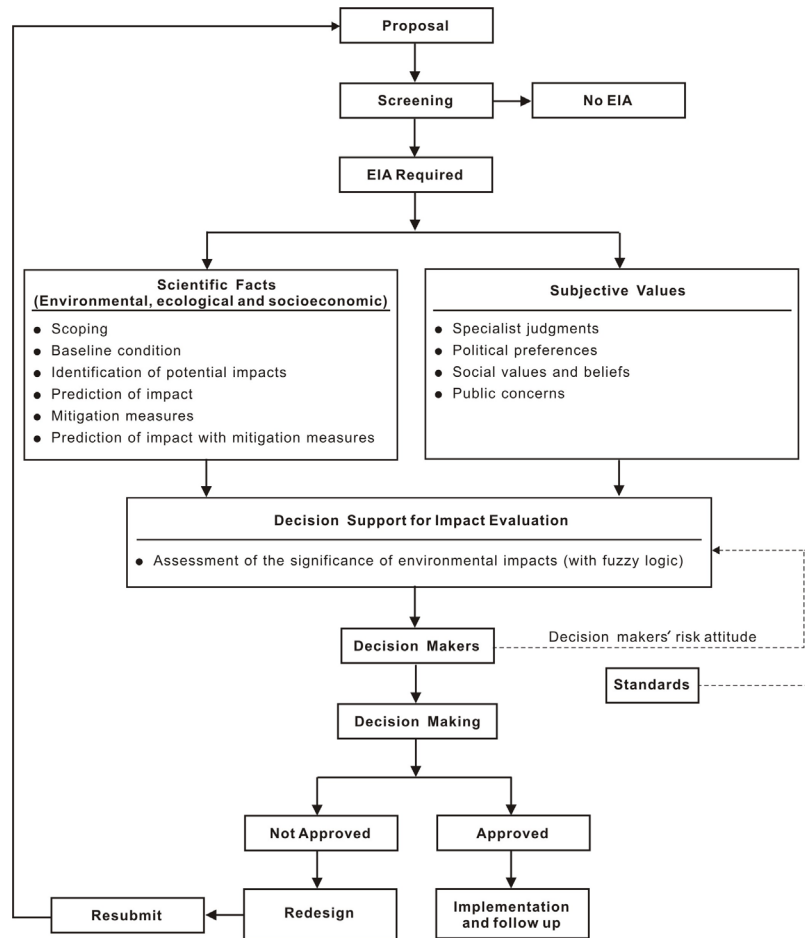 Proposal
Screening
No EIA
EIA Required
Scientific Facts
(Environmental, ecological and socioeconomic)
● Scoping
● Baseline condition
● Identification of potential impacts
● Prediction of impact
● Mitigation measures
● Prediction of impact with mitigation measures
Subjective Values
● Specialist judgments
● Political preferences
● Social values and beliefs
● Public concerns
Decision Support for Impact Evaluation
● Assessment of the significance of environmental impacts (with fuzzy logic)
Decision Makers
Decision makers′ risk attitude
Standards
Decision Making
Not Approved
Approved
Resubmit
Redesign
Implementation
and follow up